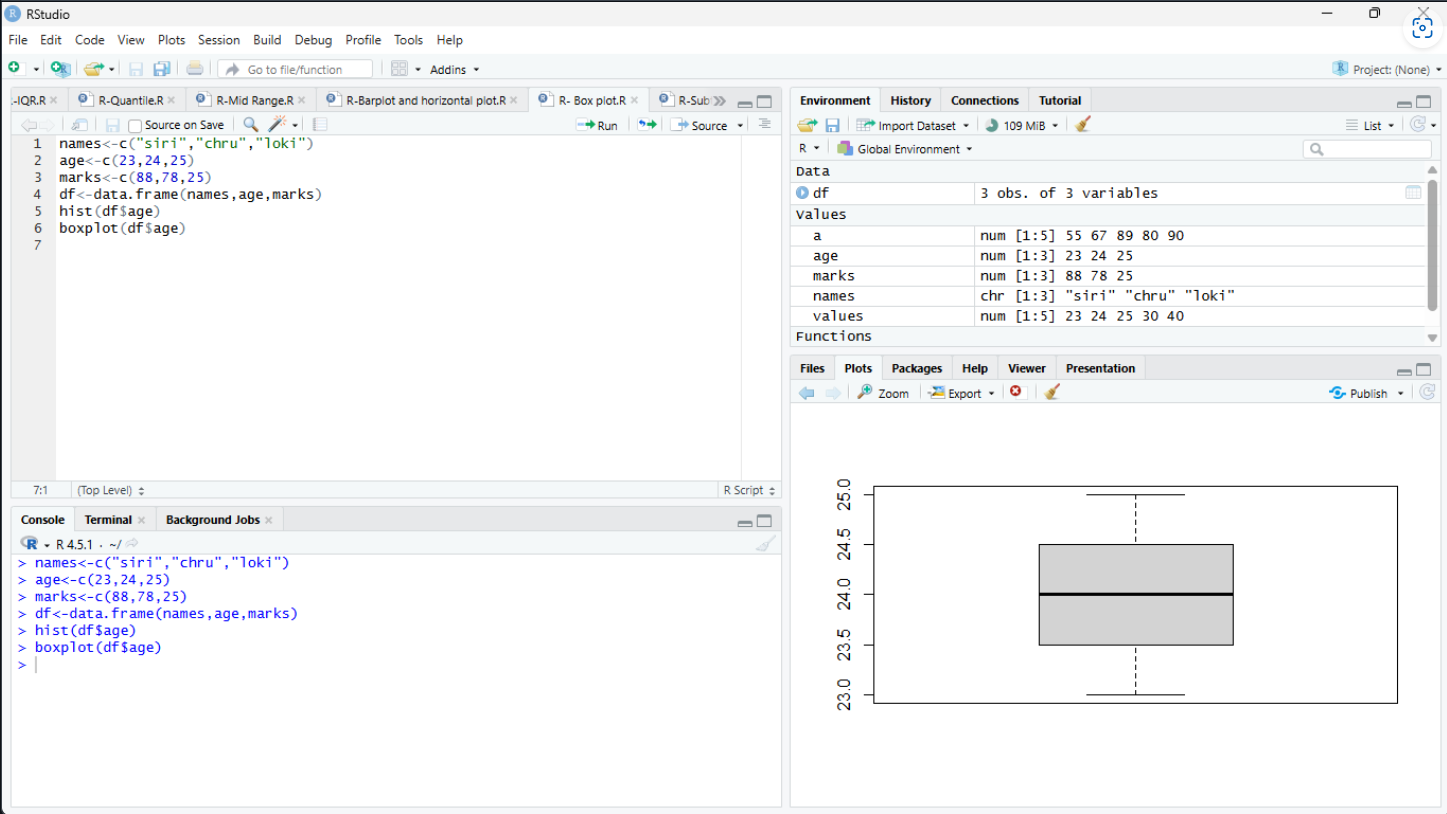 RStudio
File Edit Code View Plots Session Build Debug Profile Tools Help
Go to file/function Addins Project: (None)
-IQR.R R-Quantile.R R-Mid Range.R R-Barplot and horizontal plot.R R- Box plot.R R-Sub
Source on Save Run Source
1 names<-c("siri","chru","loki")
2 age<-c(23,24,25)
3 marks<-c(88,78,25)
4 df<-data.frame(names,age,marks)
5 hist(df$age)
6 boxplot(df$age)
7
7:1 (Top Level) R Script
Console Terminal Background Jobs
R 4.5.1 · ~/
> names<-c("siri","chru","loki")
> age<-c(23,24,25)
> marks<-c(88,78,25)
> df<-data.frame(names,age,marks)
> hist(df$age)
> boxplot(df$age)
>
Environment History Connections Tutorial
Import Dataset 109 MiB List
R Global Environment
Data
df 3 obs. of 3 variables
Values
a num [1:5] 55 67 89 80 90
age num [1:3] 23 24 25
marks num [1:3] 88 78 25
names chr [1:3] "siri" "chru" "loki"
values num [1:5] 23 24 25 30 40
Functions
Files Plots Packages Help Viewer Presentation
Zoom Export Publish
25.0
24.5
24.0
23.5
23.0